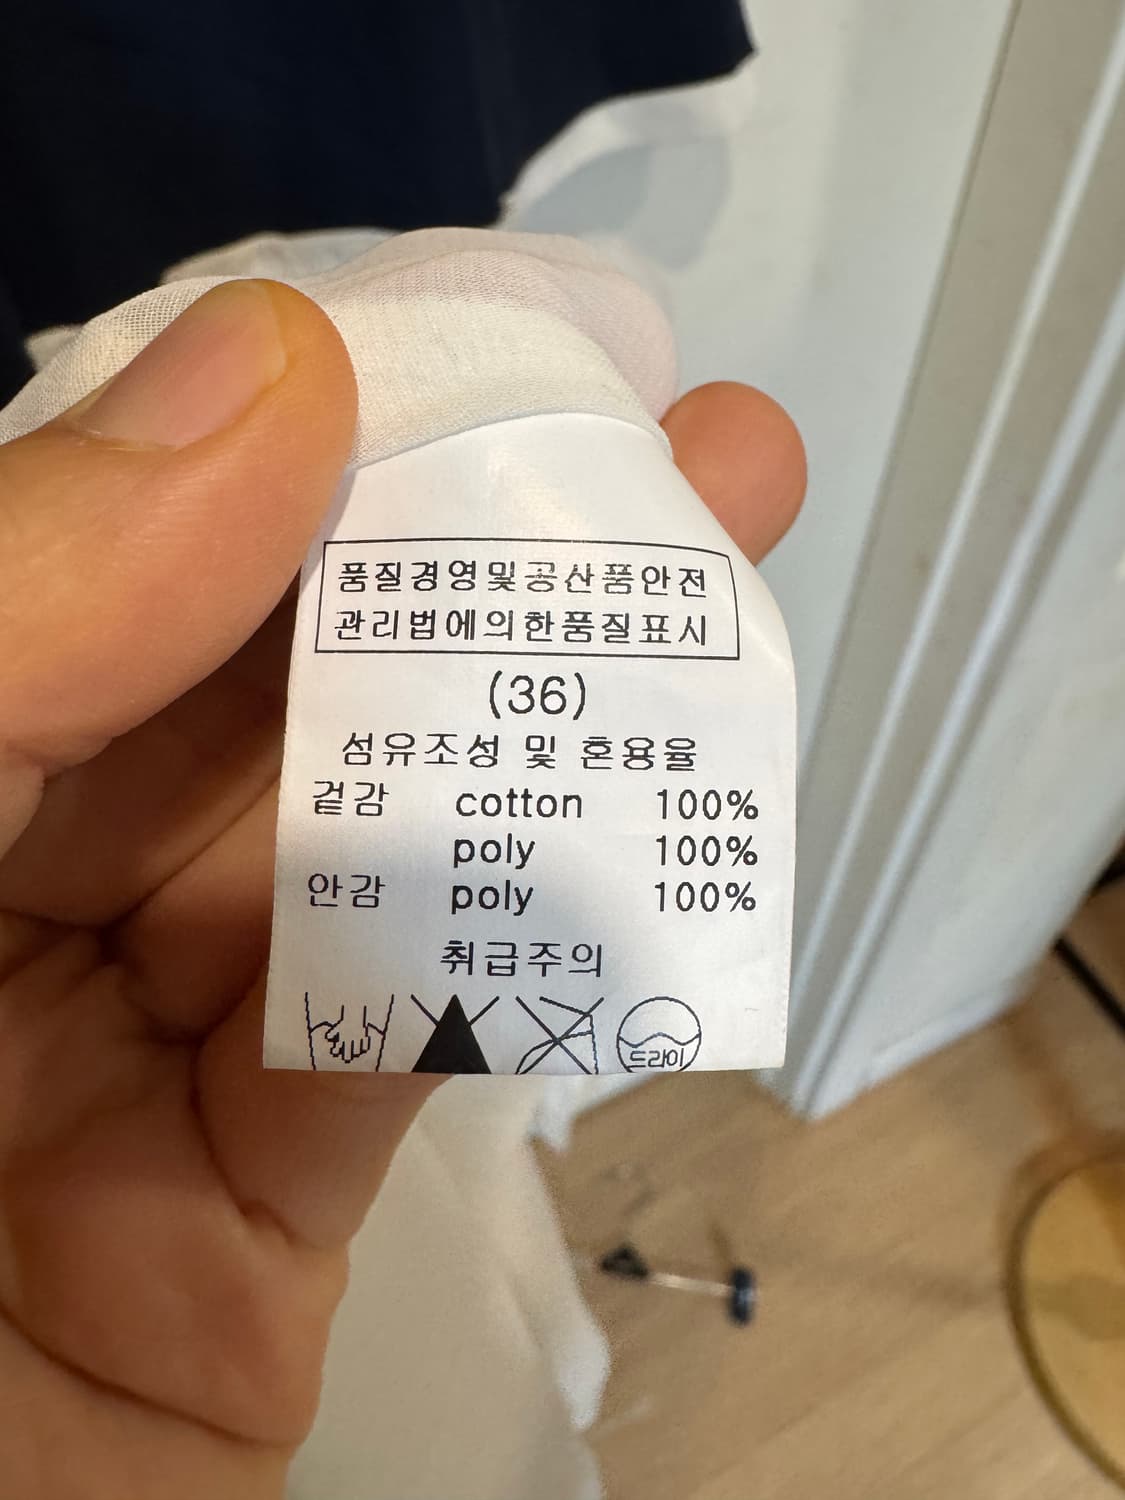 품질경영및공산품안전
관리법에의한품질표시
(36)
섬유조성 및 혼용율
겉감 cotton 100%
poly 100%
안감 poly 100%
취급주의
드라이